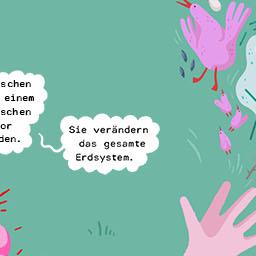 schen
einem
schen
or
den.
Sie verändern
das gesamte
Erdsystem.